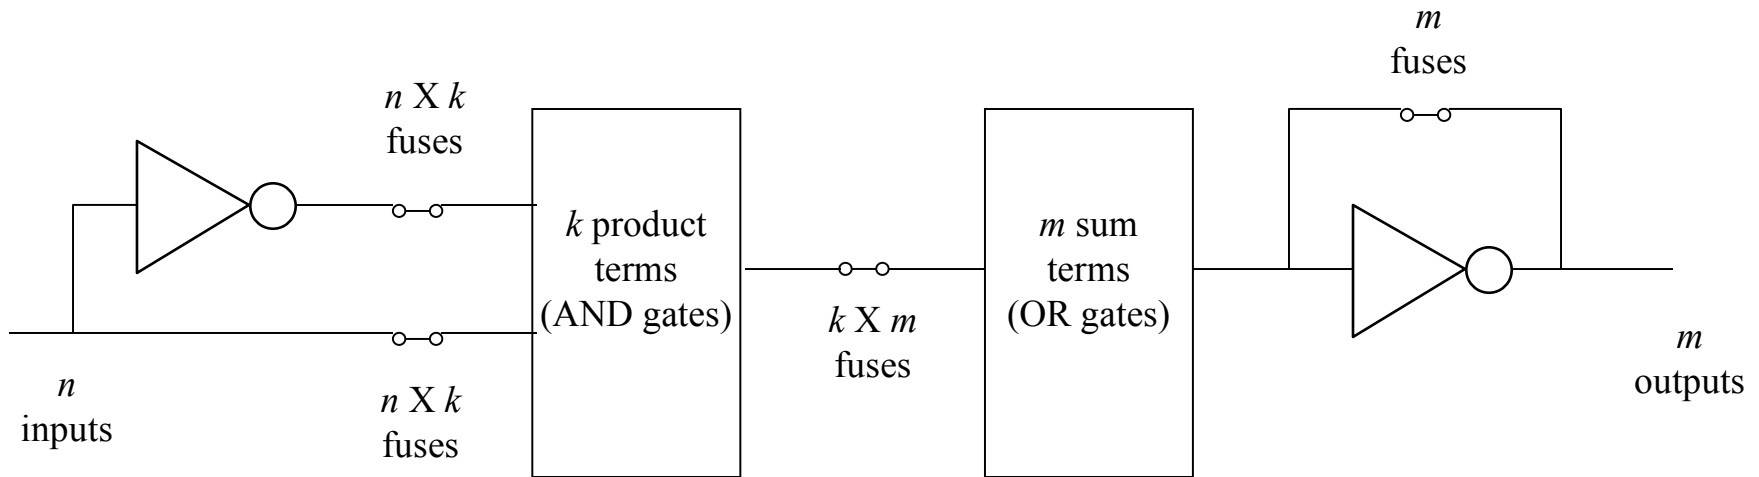 m
fuses
n X k
fuses
k product
terms
(AND gates)
m sum
terms
(OR gates)
k X m
fuses
m
outputs
n
inputs
n X k
fuses